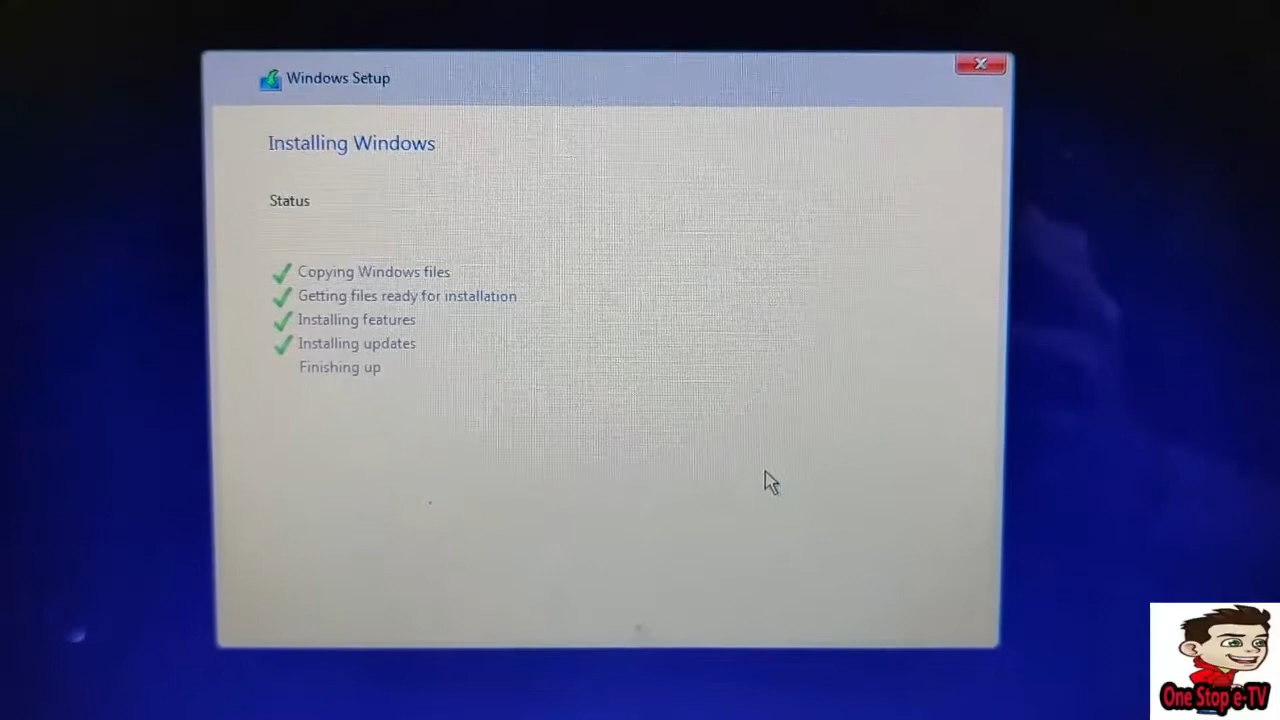 Windows Setup
Installing Windows
Status
Copying Windows files
Getting files ready for installation
Installing features
Installing updates
Finishing up
One Stop e-TV